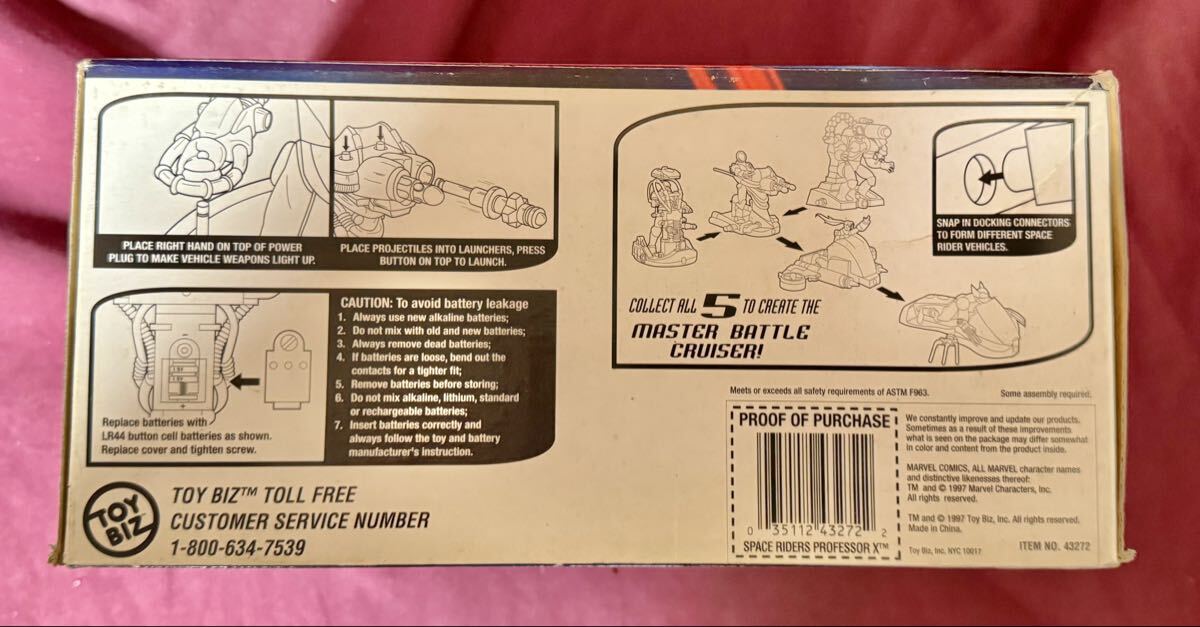 PLACE RIGHT HAND ON TOP OF POWER
PLUG TO MAKE VEHICLE WEAPONS LIGHT UP.
PLACE PROJECTILES INTO LAUNCHERS, PRESS
BUTTON ON TOP TO LAUNCH.
SNAP IN DOCKING CONNECTORS
TO FORM DIFFERENT SPACE
RIDER VEHICLES.
COLLECT ALL 5 TO CREATE THE
MASTER BATTLE
CRUISER!
1.5V
1.5V
+
Replace batteries with
LR44 button cell batteries as shown.
Replace cover and tighten screw.
CAUTION: To avoid battery leakage
1. Always use new alkaline batteries;
2. Do not mix with old and new batteries;
3. Always remove dead batteries;
4. If batteries are loose, bend out the
contacts for a tighter fit;
5. Remove batteries before storing;
6. Do not mix alkaline, lithium, standard
or rechargeable batteries;
7. Insert batteries correctly and
always follow the toy and battery
manufacturer's instruction.
TOY
BIZ
TOY BIZ™ TOLL FREE
CUSTOMER SERVICE NUMBER
1-800-634-7539
Meets or exceeds all safety requirements of ASTM F963.
Some assembly required.
PROOF OF PURCHASE
0 35112 43272 2
SPACE RIDERS PROFESSOR X™
We constantly improve and update our products.
Sometimes as a result of these improvements
what is seen on the package may differ somewhat
in color and content from the product inside.
MARVEL COMICS, ALL MARVEL character names
and distinctive likenesses thereof:
TM and © 1997 Marvel Characters, Inc.
All rights reserved.
TM and © 1997 Toy Biz, Inc. All rights reserved.
Made in China.
Toy Biz, Inc. NYC 10017
ITEM NO. 43272